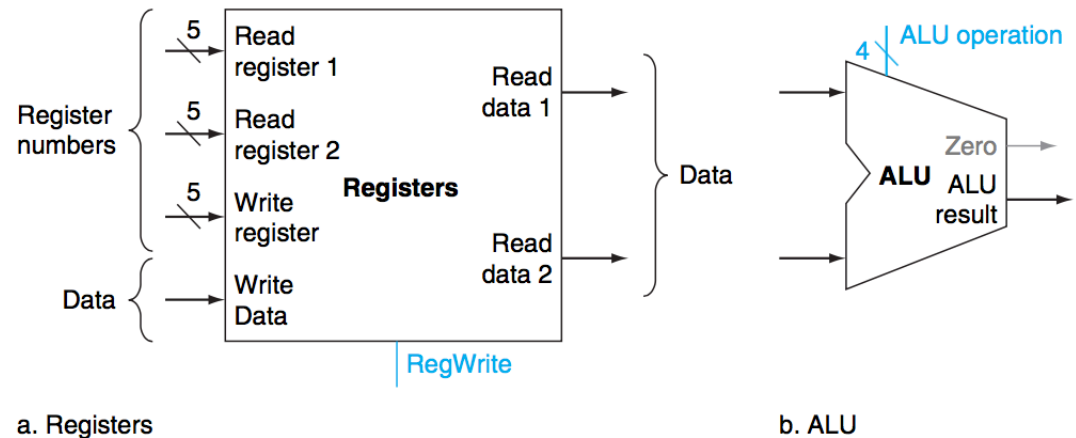 5
Read
register 1
5
Read
register 2
5
Write
register
Write
Data
Register
numbers
Data
Registers
Read
data 1
Read
data 2
Data
RegWrite
a. Registers
4
ALU operation
Zero
ALU
ALU
result
b. ALU